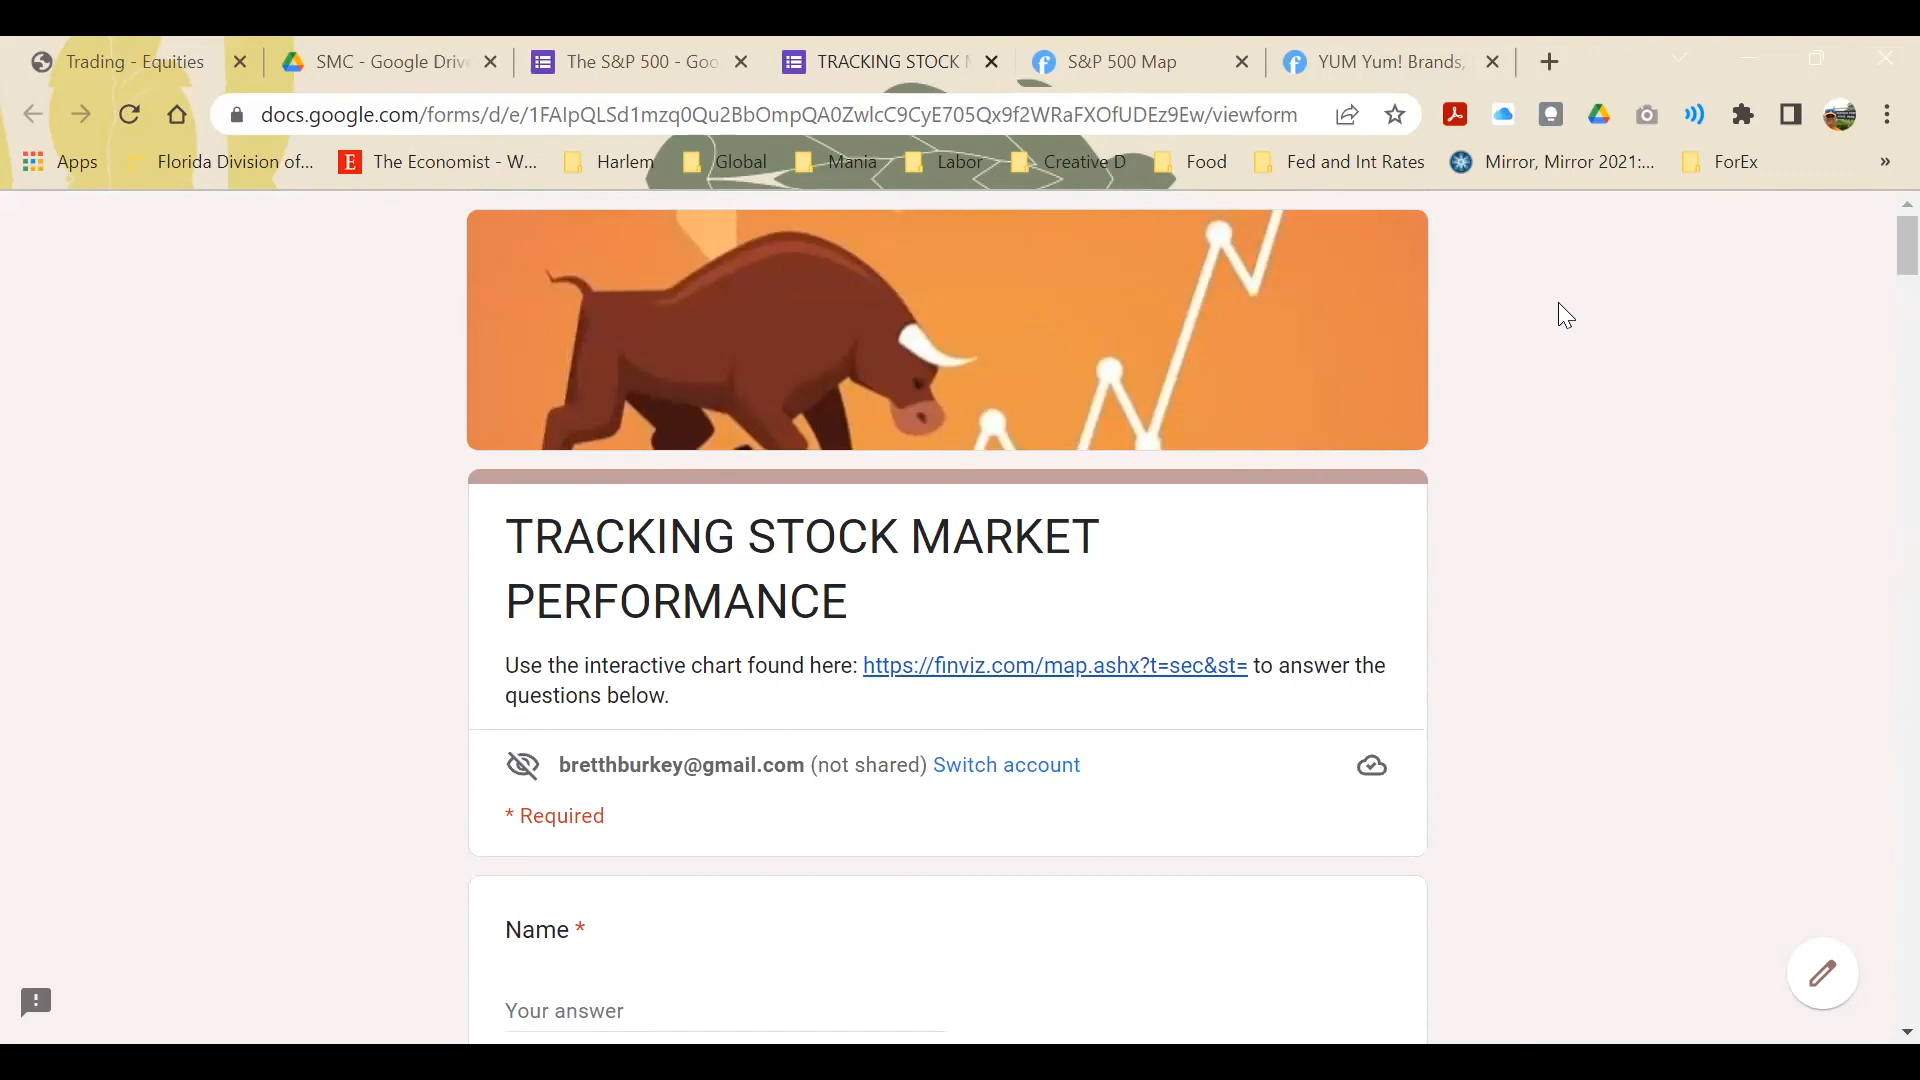 Trading - Equities
SMC - Google Driv
The S&P 500 - Goo
TRACKING STOCK
S&P 500 Map
YUM Yum! Brands,
docs.google.com/forms/d/e/1FAIpQLSd1mzq0Qu2BbOmpQA0ZwlcC9CyE705Qx9f2WRaFXOfUDEz9Ew/viewform
Apps
Florida Division of...
E
The Economist - W...
Harlem
Global
Mania
Labor
Creative D
Food
Fed and Int Rates
Mirror, Mirror 2021:...
ForEx
»
TRACKING STOCK MARKET
PERFORMANCE
Use the interactive chart found here: https://finviz.com/map.ashx?t=sec&st= to answer the
questions below.
bretthburkey@gmail.com (not shared) Switch account
* Required
Name *
Your answer